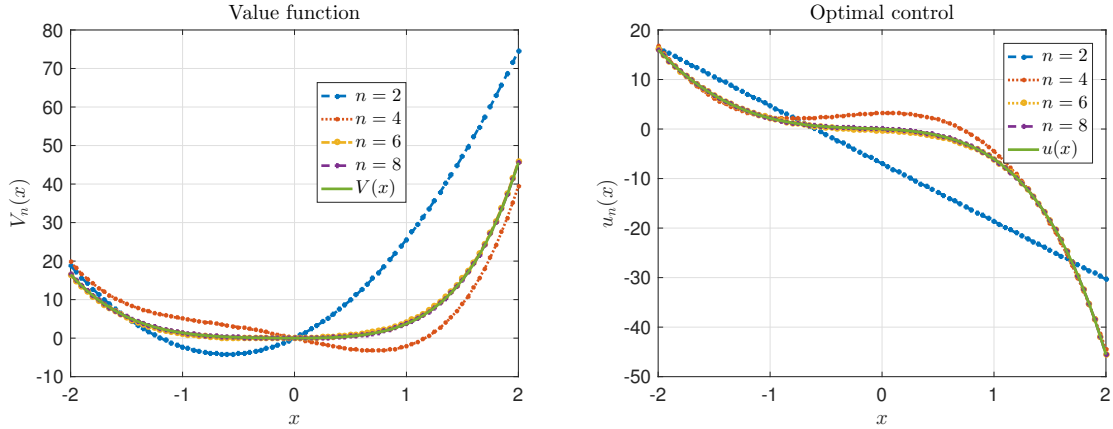 Value function
80
70
60
50
40
30
20
10
0
-10
-2
-1
0
1
2
x
V_n(x)
n = 2
n = 4
n = 6
n = 8
V(x)
Optimal control
20
10
0
-10
-20
-30
-40
-50
-2
-1
0
1
2
x
u_n(x)
n = 2
n = 4
n = 6
n = 8
u(x)